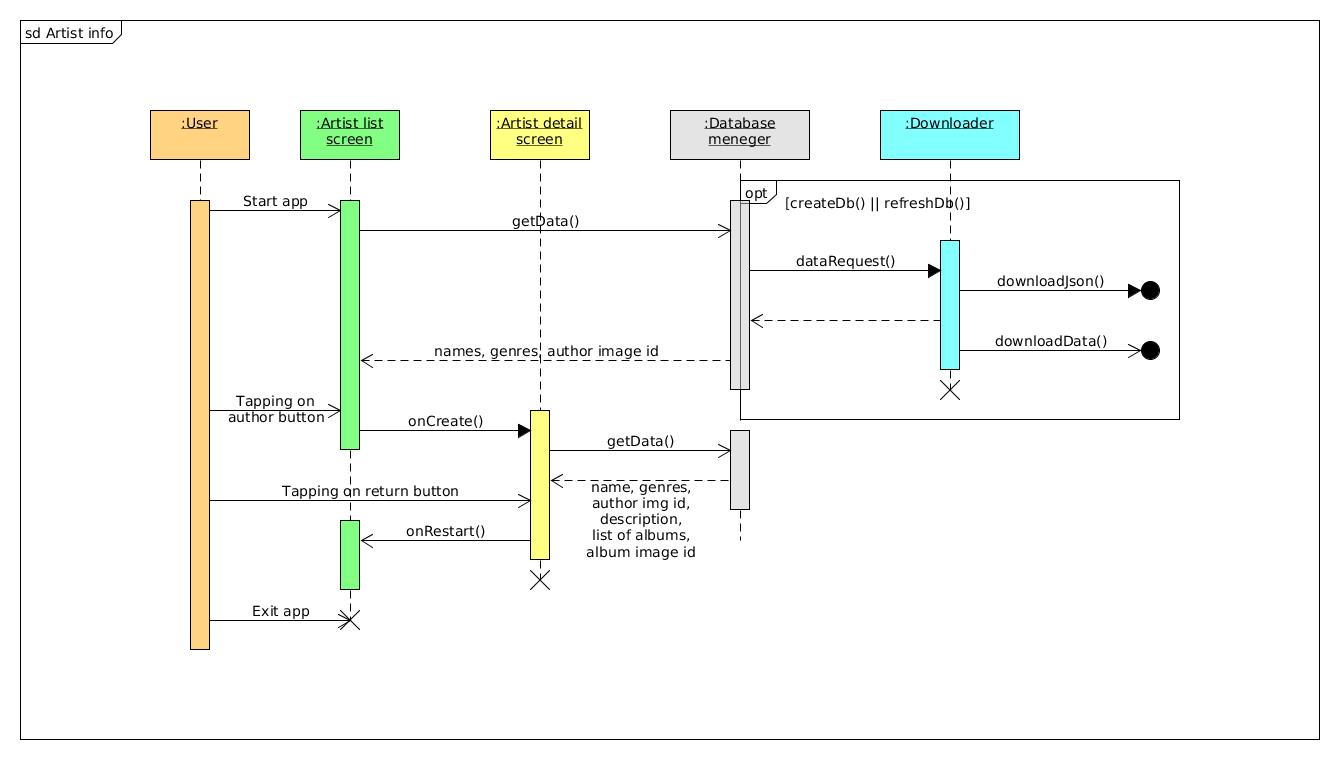 sd Artist info
:User
:Artist list
screen
:Artist detail
screen
:Database
meneger
:Downloader
opt
[createDb() || refreshDb()]
Start app
getData()
dataRequest()
downloadJson()
downloadData()
names, genres, author image id
Tapping on
author button
onCreate()
getData()
Tapping on return button
name, genres,
author img id,
description,
list of albums,
album image id
onRestart()
Exit app